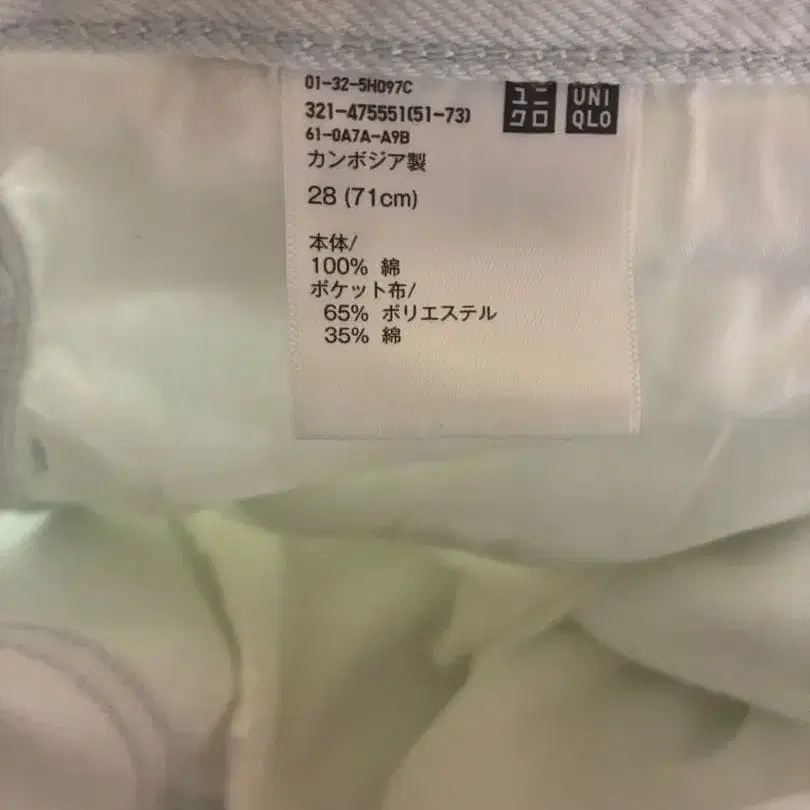 01-32-5H097C
321-475551(51-73)
61-0A7A-A9B
カンボジア製
28 (71cm)
本体/
100% 綿
ポケット布/
65% ポリエステル
35% 綿
ユニ
クロ
UNI
QLO